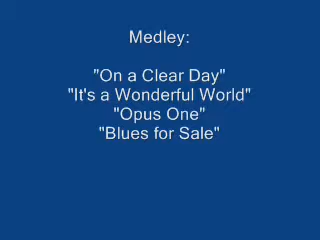 Medley:
"On a Clear Day"
"It's a Wonderful World"
"Opus One"
"Blues for Sale"